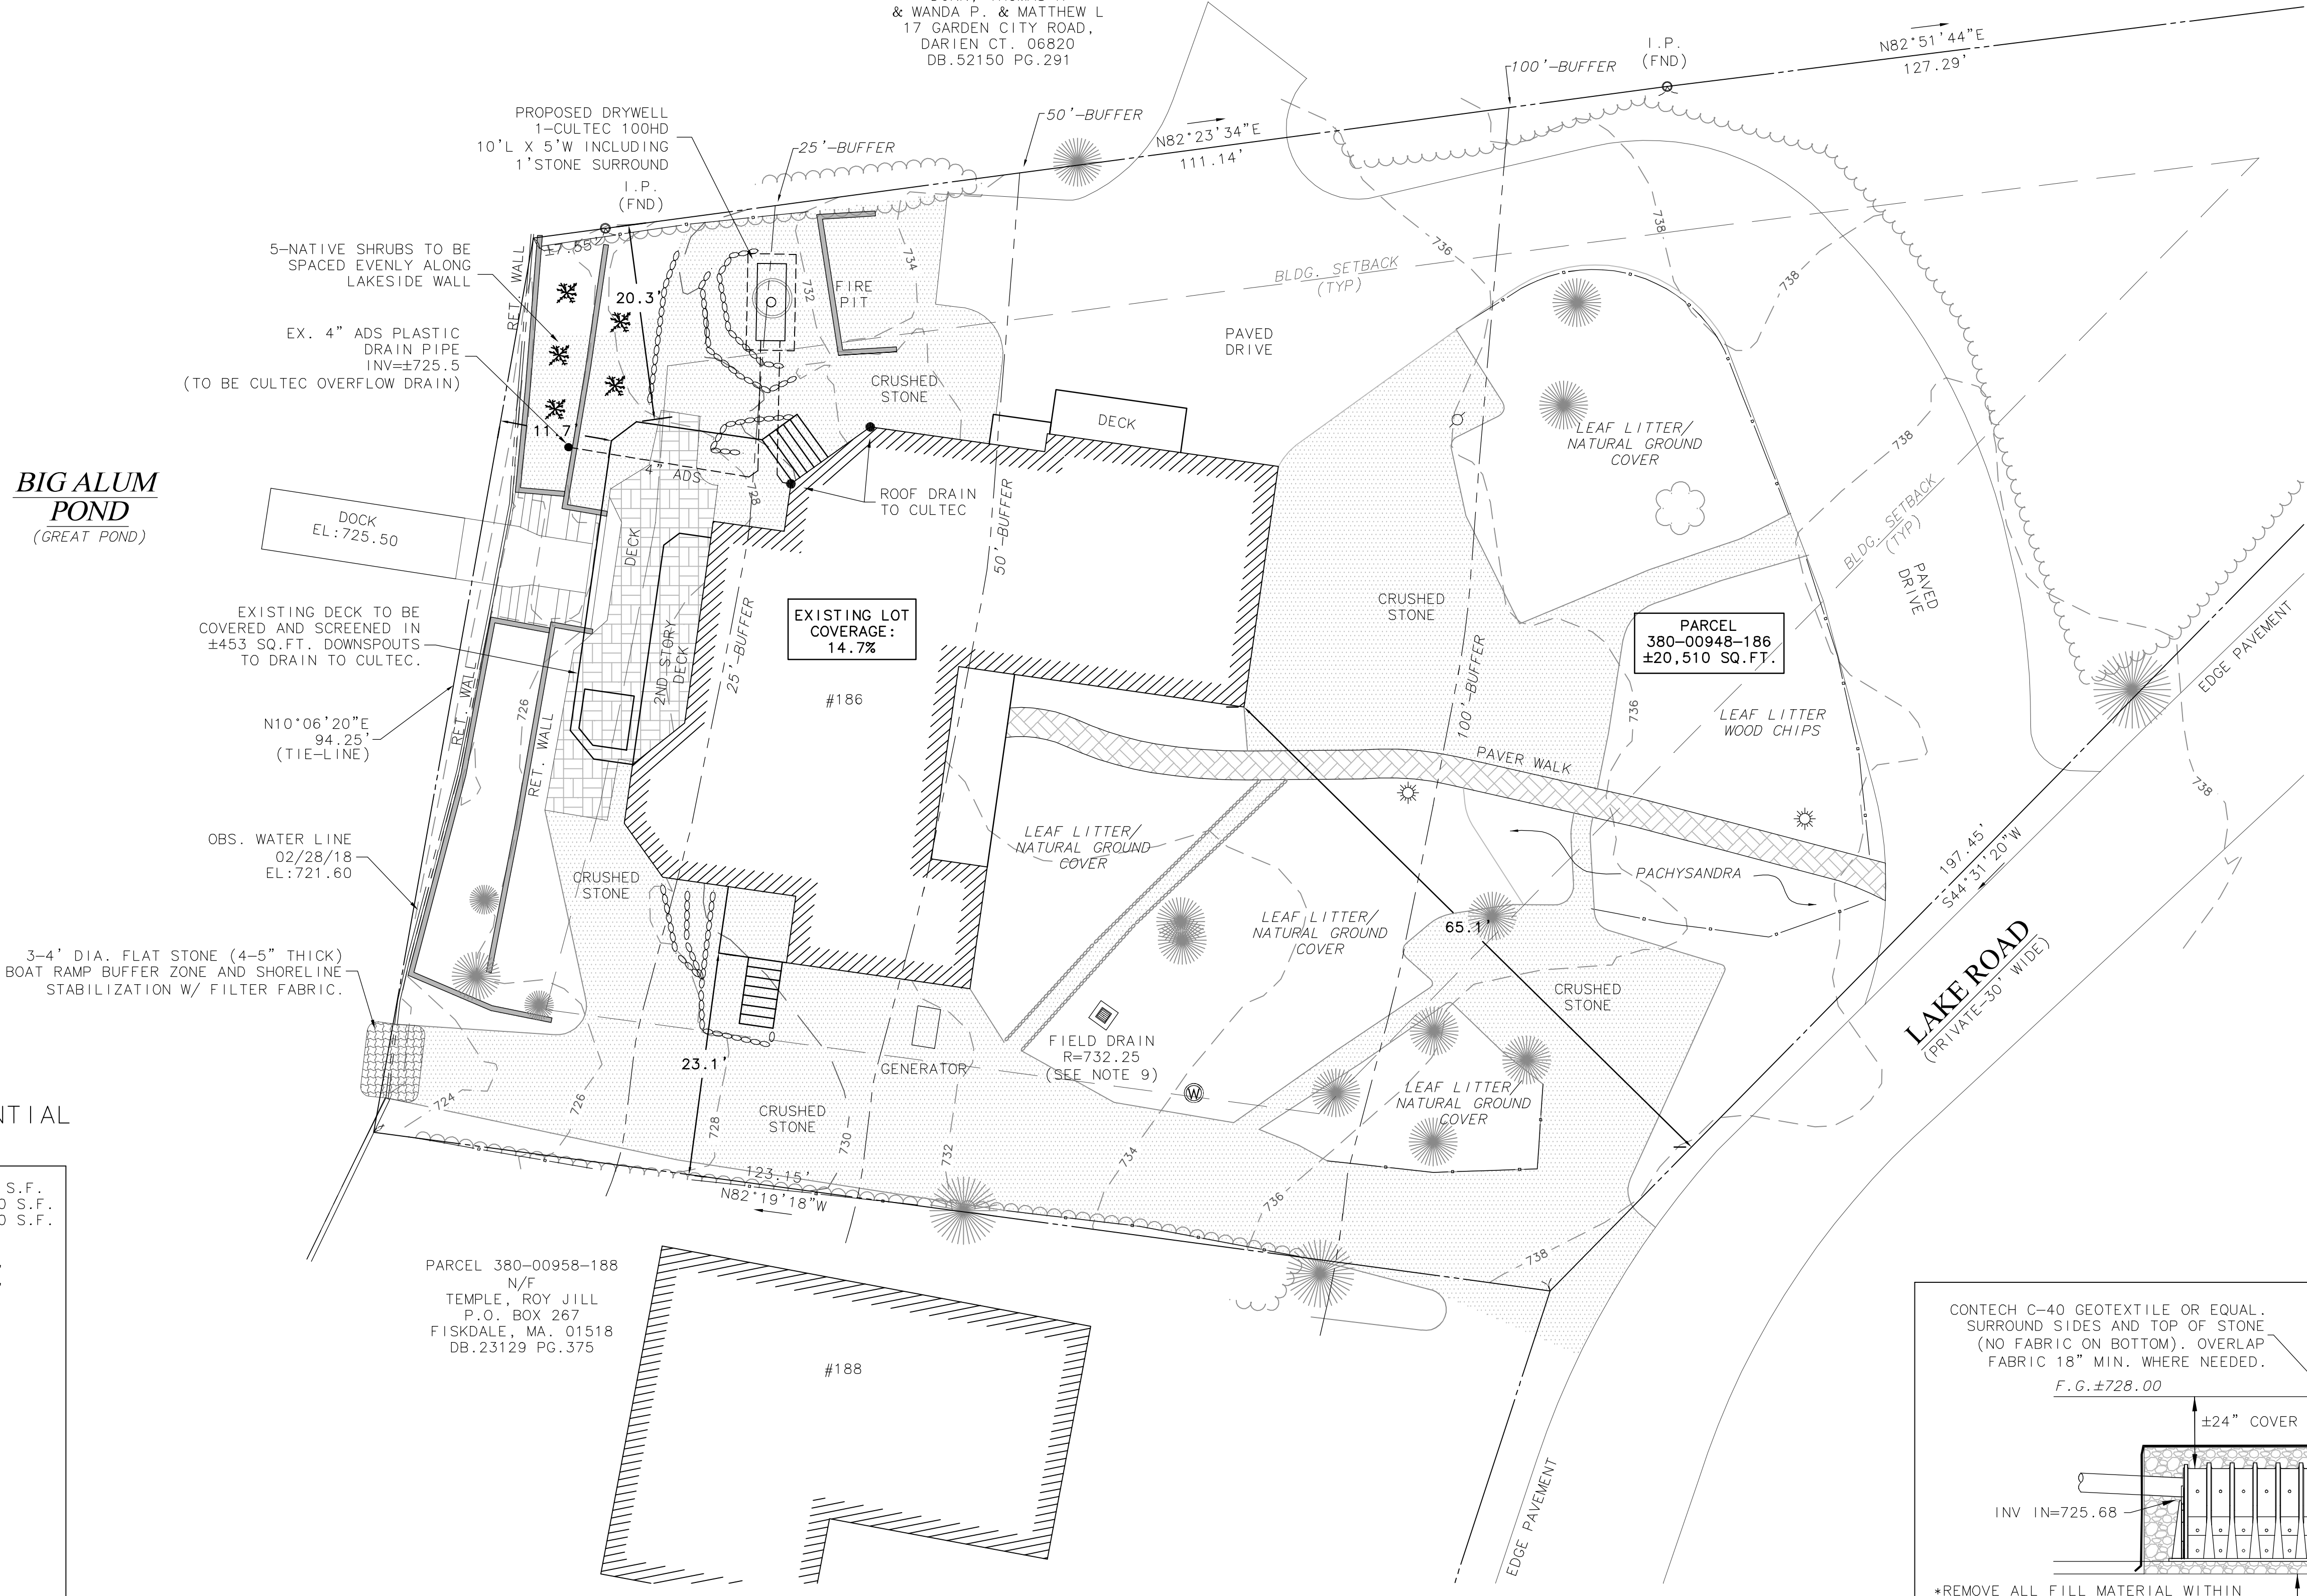 & WANDA P. & MATTHEW L
17 GARDEN CITY ROAD,
DARIEN CT. 06820
DB.52150 PG.291
I.P.
(FND)
N82°51'44"E
127.29'
100'-BUFFER
50'-BUFFER
25'-BUFFER
N82°23'34"E
111.14'
PROPOSED DRYWELL
1-CULTEC 100HD
10'L X 5'W INCLUDING
1'STONE SURROUND
I.P.
(FND)
±7.55'
5-NATIVE SHRUBS TO BE
SPACED EVENLY ALONG
LAKESIDE WALL
RET. WALL
20.3'
732
734
FIRE
PIT
736
738
738
BLDG. SETBACK
(TYP)
EX. 4" ADS PLASTIC
DRAIN PIPE
INV=±725.5
(TO BE CULTEC OVERFLOW DRAIN)
PAVED
DRIVE
CRUSHED
STONE
DECK
11.7'
4" ADS
728
LEAF LITTER/
NATURAL GROUND
COVER
738
BIG ALUM
POND
(GREAT POND)
DOCK
EL:725.50
ROOF DRAIN
TO CULTEC
50'-BUFFER
DECK
BLDG. SETBACK
(TYP)
PAVED
DRIVE
EXISTING DECK TO BE
COVERED AND SCREENED IN
±453 SQ.FT. DOWNSPOUTS
TO DRAIN TO CULTEC.
2ND STORY
DECK
25'-BUFFER
EXISTING LOT
COVERAGE:
14.7%
#186
CRUSHED
STONE
PARCEL
380-00948-186
±20,510 SQ.FT.
EDGE PAVEMENT
100'-BUFFER
736
N10°06'20"E
94.25'
(TIE-LINE)
RET. WALL
726
RET. WALL
LEAF LITTER
WOOD CHIPS
PAVER WALK
738
OBS. WATER LINE
02/28/18
EL:721.60
LEAF LITTER/
NATURAL GROUND
COVER
CRUSHED
STONE
PACHYSANDRA
197.45'
S44°31'20"W
LEAF LITTER/
NATURAL GROUND
COVER
65.1'
LAKE ROAD
(PRIVATE-30' WIDE)
3-4' DIA. FLAT STONE (4-5" THICK)
BOAT RAMP BUFFER ZONE AND SHORELINE
STABILIZATION W/ FILTER FABRIC.
CRUSHED
STONE
FIELD DRAIN
R=732.25
(SEE NOTE 9)
GENERATOR
23.1'
W
724
726
728
730
732
734
736
738
CRUSHED
STONE
LEAF LITTER/
NATURAL GROUND
COVER
NTIAL
S.F.
0 S.F.
0 S.F.
123.15'
N82°19'18"W
PARCEL 380-00958-188
N/F
TEMPLE, ROY JILL
P.O. BOX 267
FISKDALE, MA. 01518
DB.23129 PG.375
#188
EDGE PAVEMENT
CONTECH C-40 GEOTEXTILE OR EQUAL.
SURROUND SIDES AND TOP OF STONE
(NO FABRIC ON BOTTOM). OVERLAP
FABRIC 18" MIN. WHERE NEEDED.
F.G.±728.00
±24" COVER
INV IN=725.68
*REMOVE ALL FILL MATERIAL WITHIN